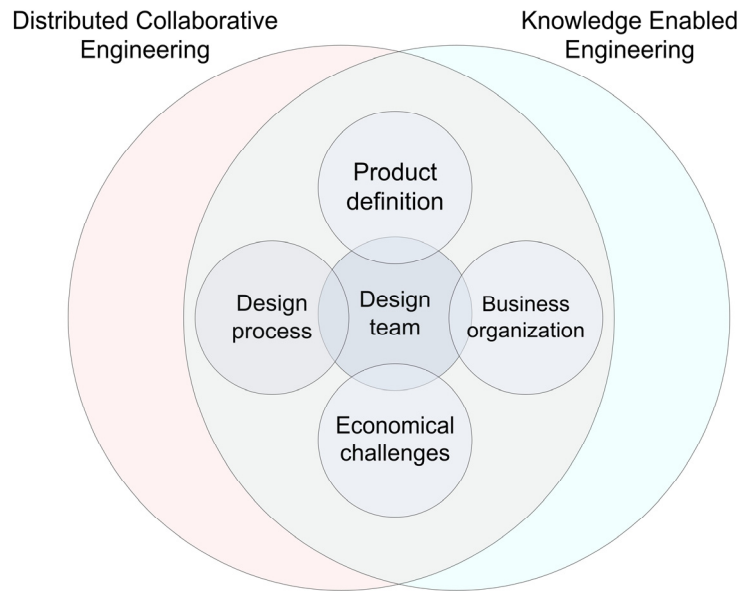 Distributed Collaborative
Engineering
Knowledge Enabled
Engineering
Product
definition
Design
process
Design
team
Business
organization
Economical
challenges